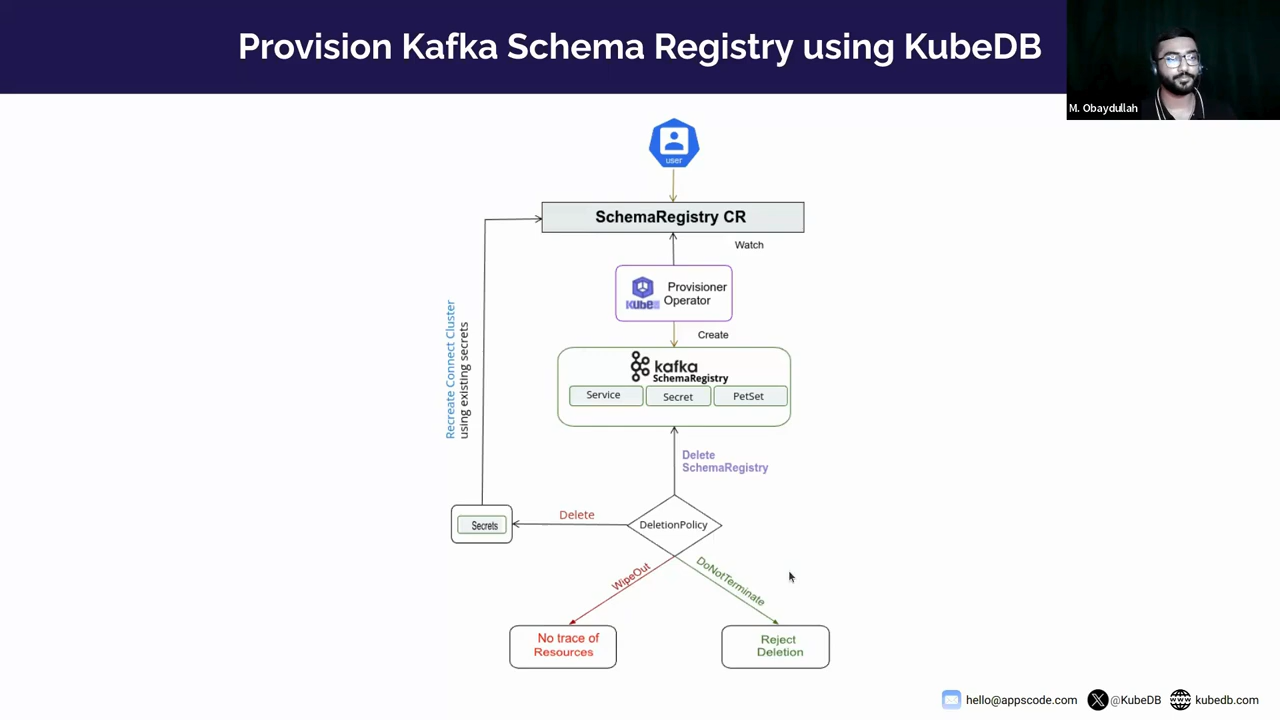 Provision Kafka Schema Registry using KubeDB
M. Obaydullah
user
SchemaRegistry CR
Watch
KubeDB
Provisioner
Operator
Create
kafka
SchemaRegistry
Service
Secret
PetSet
Recreate Connect Cluster
using existing secrets
Delete
SchemaRegistry
DeletionPolicy
Delete
Secrets
WipeOut
DoNotTerminate
No trace of
Resources
Reject
Deletion
hello@appscode.com
@KubeDB
kubedb.com